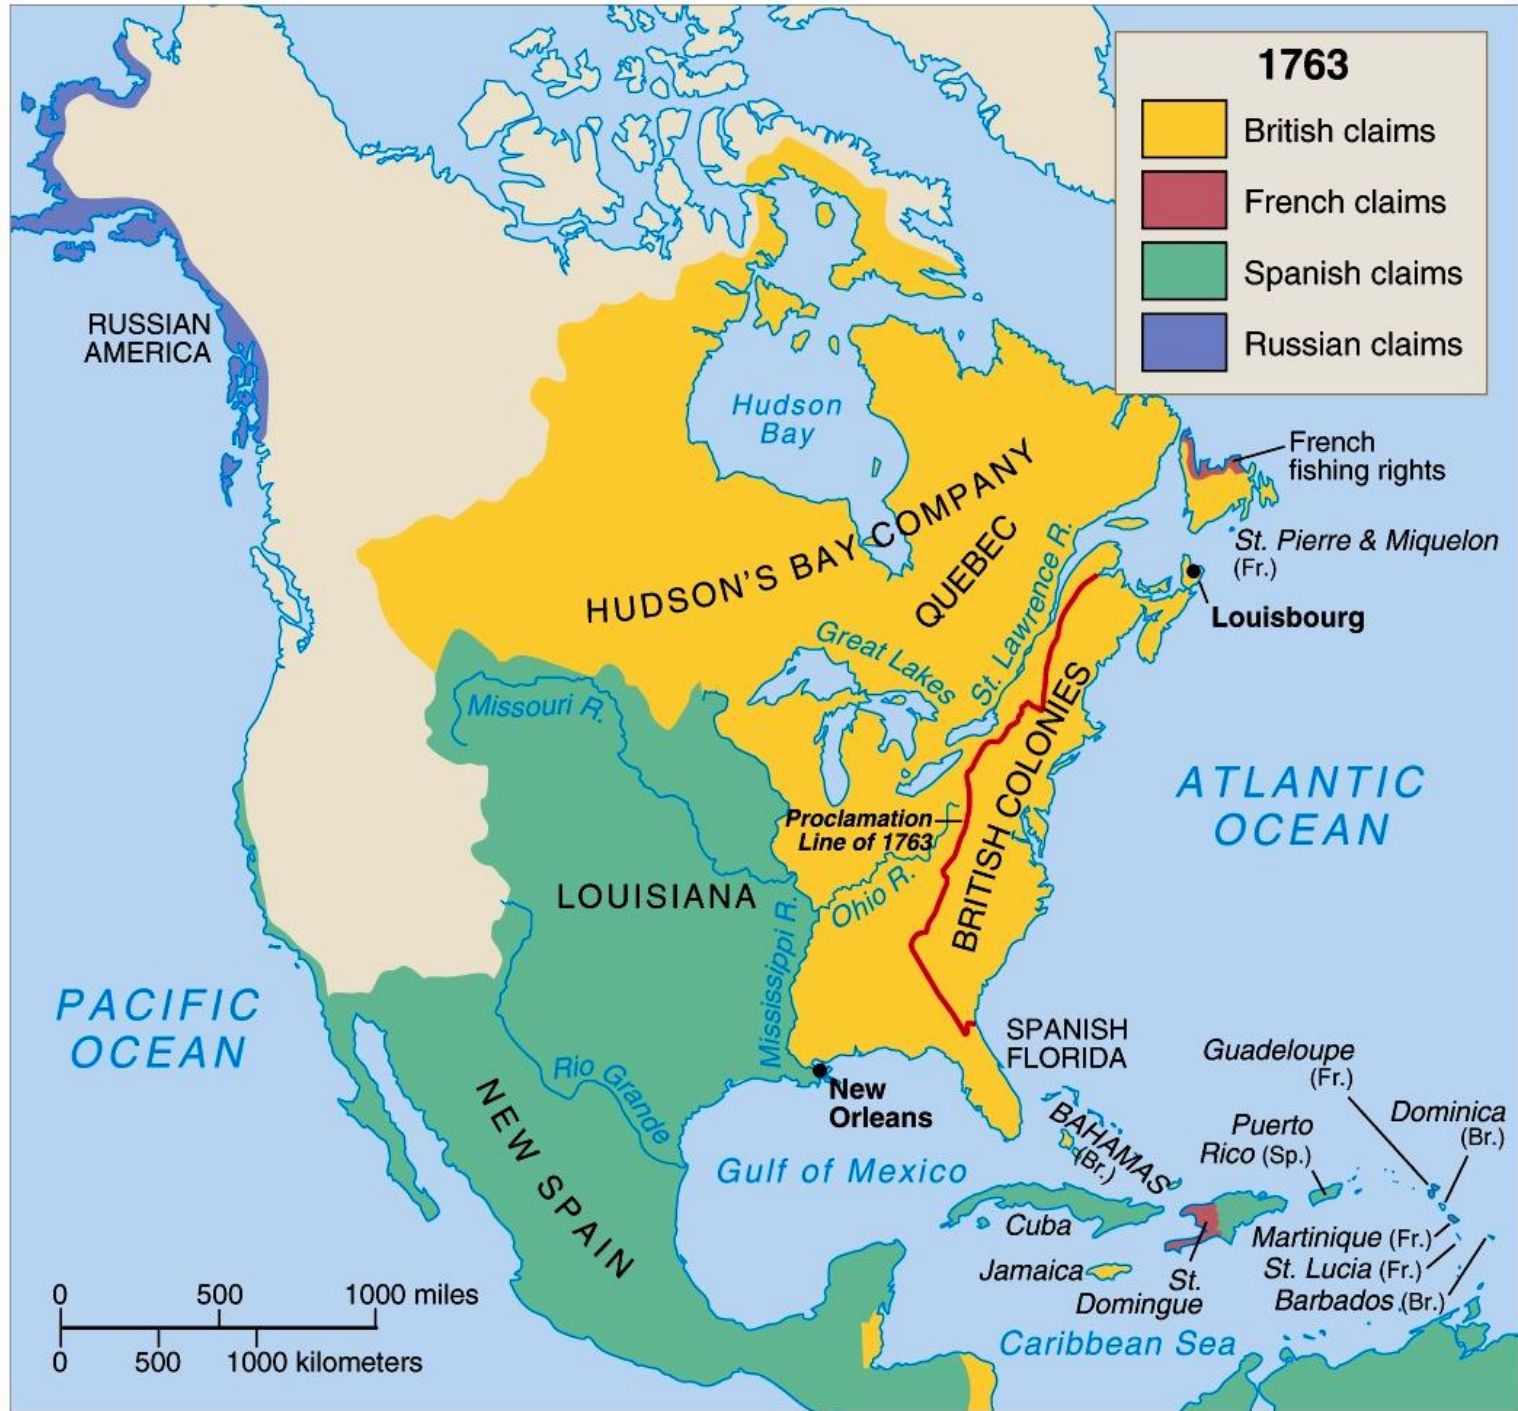 1763
British claims
French claims
Spanish claims
Russian claims
RUSSIAN
AMERICA
Hudson
Bay
French
fishing rights
HUDSON'S BAY COMPANY
QUEBEC
St. Lawrence R.
St. Pierre & Miquelon
(Fr.)
Louisbourg
Great Lakes
Missouri R.
BRITISH COLONIES
ATLANTIC
OCEAN
Proclamation
Line of 1763
Ohio R.
LOUISIANA
Mississippi R.
PACIFIC
OCEAN
SPANISH
FLORIDA
Rio Grande
New
Orleans
NEW SPAIN
Gulf of Mexico
BAHAMAS
(Br.)
Guadeloupe
(Fr.)
Dominica
(Br.)
Puerto
Rico (Sp.)
Cuba
Jamaica
St.
Domingue
Martinique (Fr.)
St. Lucia (Fr.)
Barbados (Br.)
Caribbean Sea
0 500 1000 miles
0 500 1000 kilometers